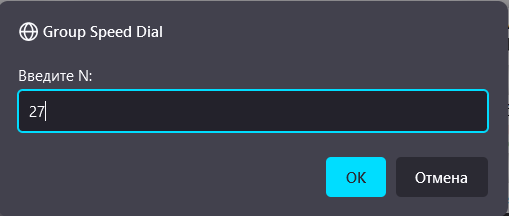 Group Speed Dial
Введите N:
27
OK
Отмена